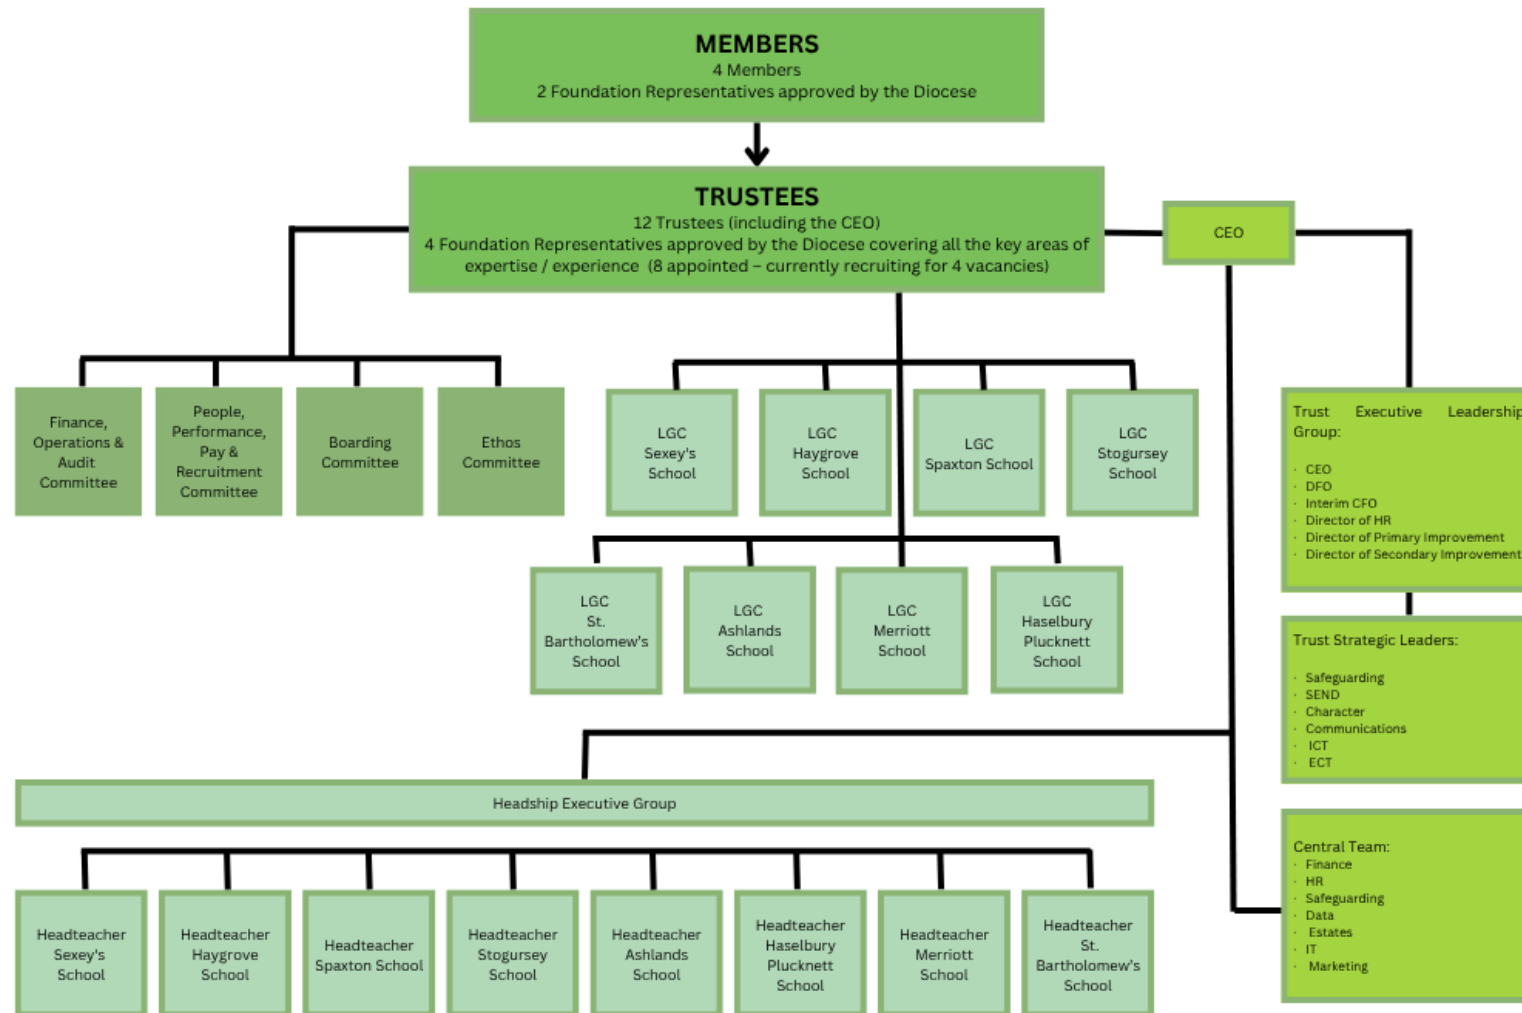 MEMBERS
4 Members
2 Foundation Representatives approved by the Diocese
TRUSTEES
12 Trustees (including the CEO)
4 Foundation Representatives approved by the Diocese covering all the key areas of
expertise / experience (8 appointed – currently recruiting for 4 vacancies)
CEO
Finance,
Operations &
Audit
Committee
People,
Performance,
Pay &
Recruitment
Committee
Boarding
Committee
Ethos
Committee
LGC
Sexey's
School
LGC
Haygrove
School
LGC
Spaxton School
LGC
Stogursey
School
LGC
St.
Bartholomew's
School
LGC
Ashlands
School
LGC
Merriott
School
LGC
Haselbury
Plucknett
School
Trust Executive Leadership
Group:
· CEO
· DFO
· Interim CFO
· Director of HR
· Director of Primary Improvement
· Director of Secondary Improvement
Trust Strategic Leaders:
· Safeguarding
· SEND
· Character
· Communications
· ICT
· ECT
Central Team:
· Finance
· HR
· Safeguarding
· Data
· Estates
· IT
· Marketing
Headship Executive Group
Headteacher
Sexey's
School
Headteacher
Haygrove
School
Headteacher
Spaxton School
Headteacher
Stogursey
School
Headteacher
Ashlands
School
Headteacher
Haselbury
Plucknett
School
Headteacher
Merriott
School
Headteacher
St.
Bartholomew's
School